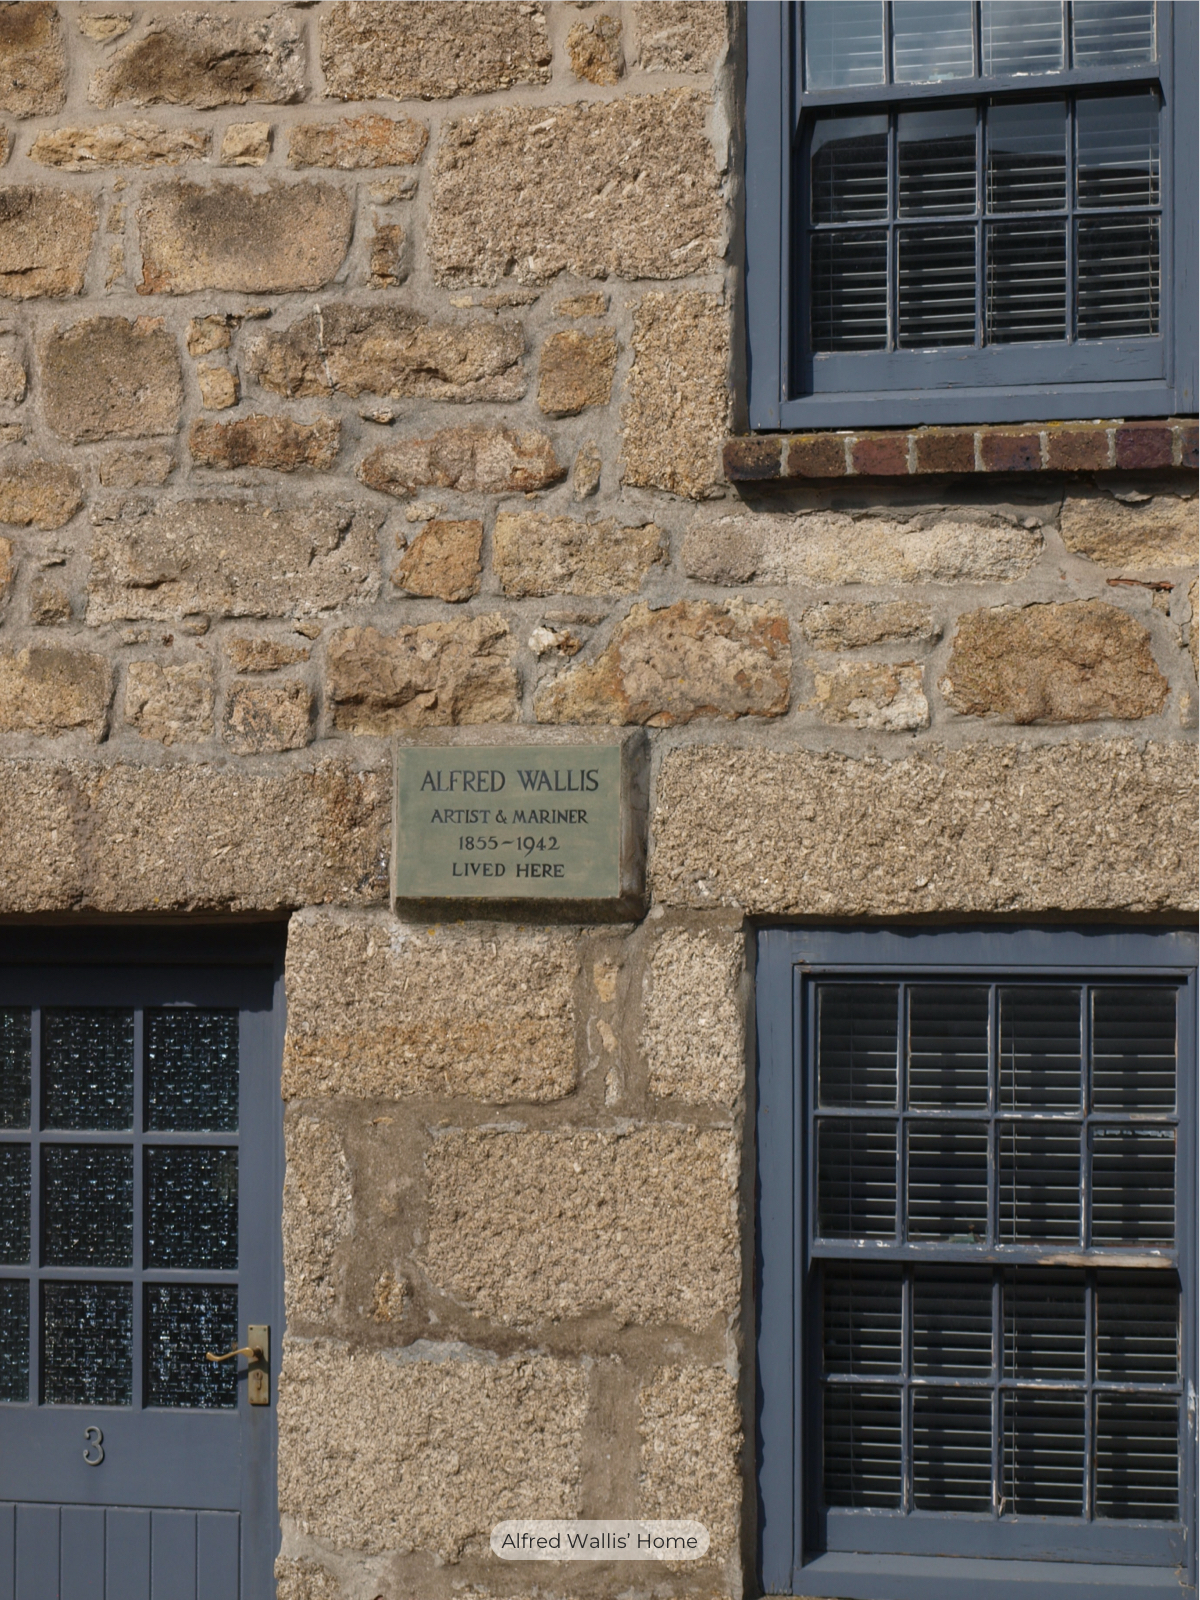 ALFRED WALLIS
ARTIST & MARINER
1855–1942
LIVED HERE
3
Alfred Wallis’ Home